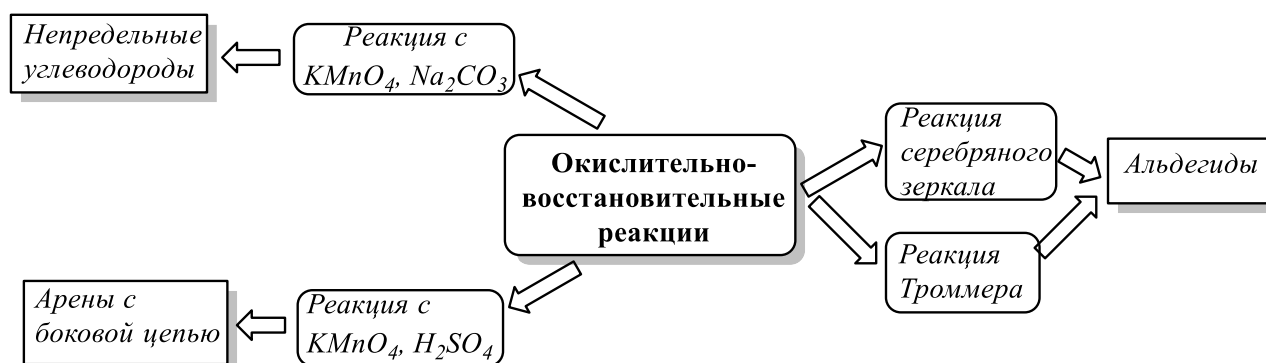 Непредельные
углеводороды
Реакция с
KMnO₄, Na₂CO₃
Окислительно-
восстановительные
реакции
Реакция
серебряного
зеркала
Альдегиды
Реакция
Троммера
Арены с
боковой цепью
Реакция с
KMnO₄, H₂SO₄